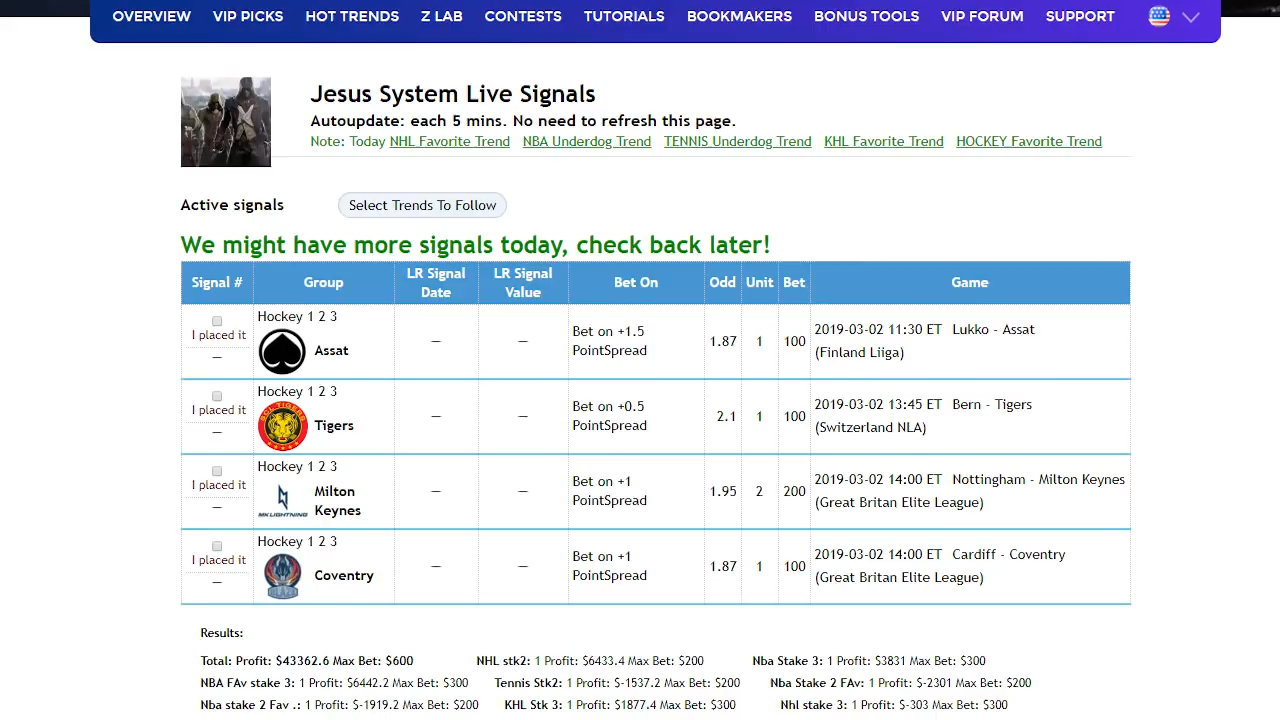 OVERVIEW VIP PICKS HOT TRENDS Z LAB CONTESTS TUTORIALS BOOKMAKERS BONUS TOOLS VIP FORUM SUPPORT
Jesus System Live Signals
Autoupdate: each 5 mins. No need to refresh this page.
Note: Today NHL Favorite Trend NBA Underdog Trend TENNIS Underdog Trend KHL Favorite Trend HOCKEY Favorite Trend
Active signals Select Trends To Follow
We might have more signals today, check back later!
Signal # Group LR Signal Date LR Signal Value Bet On Odd Unit Bet Game
Hockey 1 2 3
I placed it
—
Assat
—
—
Bet on +1.5
PointSpread
1.87 1 100
2019-03-02 11:30 ET Lukko - Assat
(Finland Liiga)
Hockey 1 2 3
I placed it
—
SCL TIGERS
Tigers
—
—
Bet on +0.5
PointSpread
2.1 1 100
2019-03-02 13:45 ET Bern - Tigers
(Switzerland NLA)
Hockey 1 2 3
I placed it
—
MK LIGHTNING
Milton
Keynes
—
—
Bet on +1
PointSpread
1.95 2 200
2019-03-02 14:00 ET Nottingham - Milton Keynes
(Great Britan Elite League)
Hockey 1 2 3
I placed it
—
BLAZE
Coventry
—
—
Bet on +1
PointSpread
1.87 1 100
2019-03-02 14:00 ET Cardiff - Coventry
(Great Britan Elite League)
Results:
Total: Profit: $43362.6 Max Bet: $600 NHL stk2: 1 Profit: $6433.4 Max Bet: $200 Nba Stake 3: 1 Profit: $3831 Max Bet: $300
NBA FAv stake 3: 1 Profit: $6442.2 Max Bet: $300 Tennis Stk2: 1 Profit: $-1537.2 Max Bet: $200 Nba Stake 2 FAv: 1 Profit: $-2301 Max Bet: $200
Nba stake 2 Fav .: 1 Profit: $-1919.2 Max Bet: $200 KHL Stk 3: 1 Profit: $1877.4 Max Bet: $300 Nhl stake 3: 1 Profit: $-303 Max Bet: $300